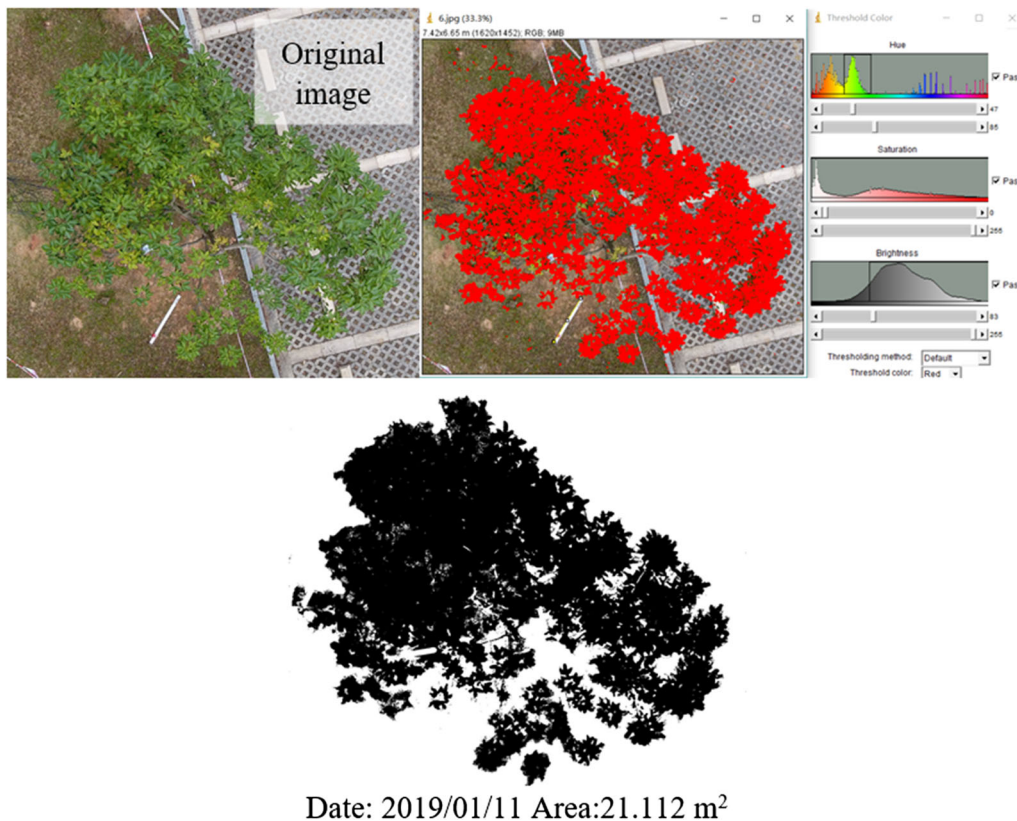 Original
image
6.jpg (33.3%)
7.42x6.65 m (1620x1452); RGB; 9MB
Threshold Color
Hue
Pas
47
85
Saturation
Pas
0
255
Brightness
Pas
83
255
Thresholding method: Default
Threshold color: Red
Date: 2019/01/11 Area:21.112 m²